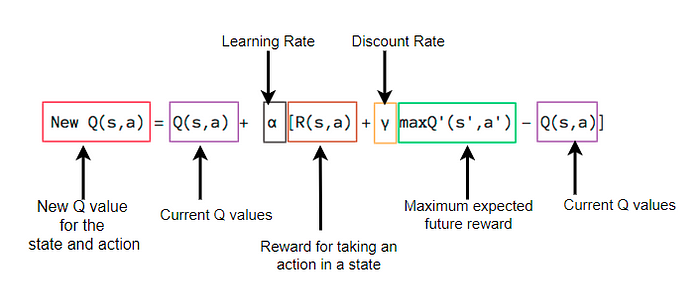 Learning Rate
Discount Rate
New Q(s,a) = Q(s,a) + α [R(s,a) + γ maxQ'(s',a') − Q(s,a)]
New Q value
for the
state and action
Current Q values
Reward for taking an
action in a state
Maximum expected
future reward
Current Q values